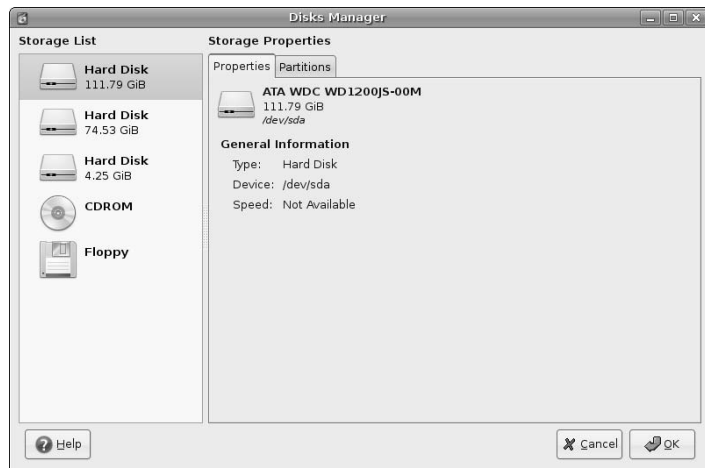 Disks Manager
Storage List
Hard Disk
111.79 GiB
Hard Disk
74.53 GiB
Hard Disk
4.25 GiB
CDROM
Floppy
Storage Properties
Properties Partitions
ATA WDC WD1200JS-00M
111.79 GiB
/dev/sda
General Information
Type: Hard Disk
Device: /dev/sda
Speed: Not Available
Help
Cancel
OK